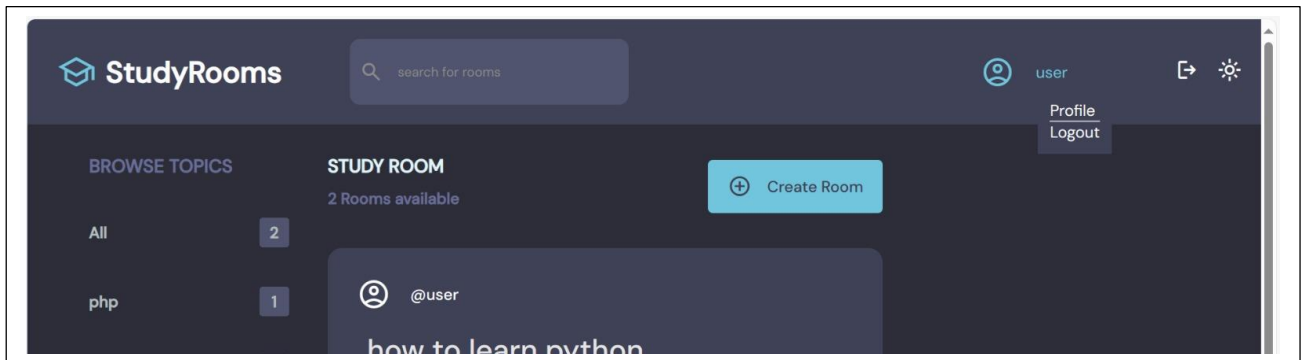 StudyRooms
search for rooms
user
Profile
Logout
BROWSE TOPICS
All 2
php 1
STUDY ROOM
2 Rooms available
Create Room
@user
how to learn python